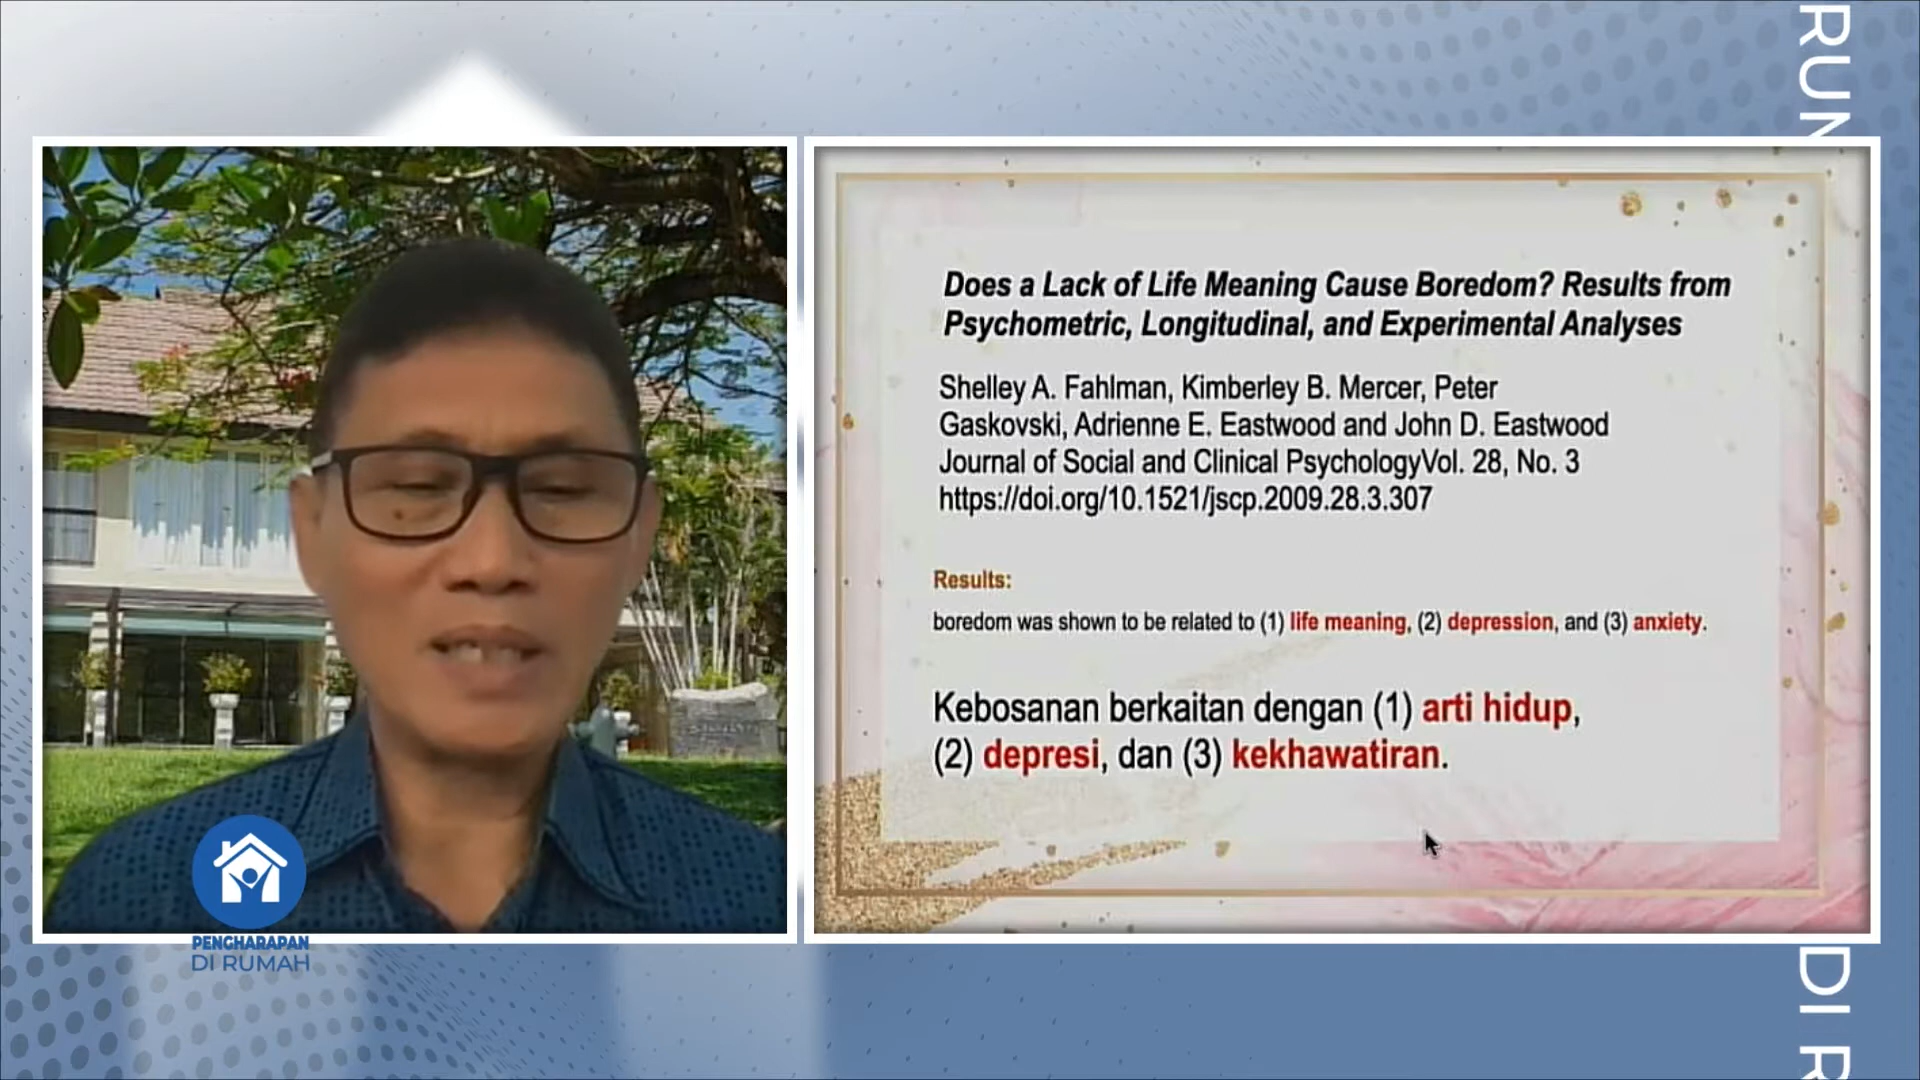 Does a Lack of Life Meaning Cause Boredom? Results from
Psychometric, Longitudinal, and Experimental Analyses
Shelley A. Fahlman, Kimberley B. Mercer, Peter
Gaskovski, Adrienne E. Eastwood and John D. Eastwood
Journal of Social and Clinical PsychologyVol. 28, No. 3
https://doi.org/10.1521/jscp.2009.28.3.307
Results:
boredom was shown to be related to (1) life meaning, (2) depression, and (3) anxiety.
Kebosanan berkaitan dengan (1) arti hidup,
(2) depresi, dan (3) kekhawatiran.
PENGHARAPAN
DI RUMAH
RUN
DI R